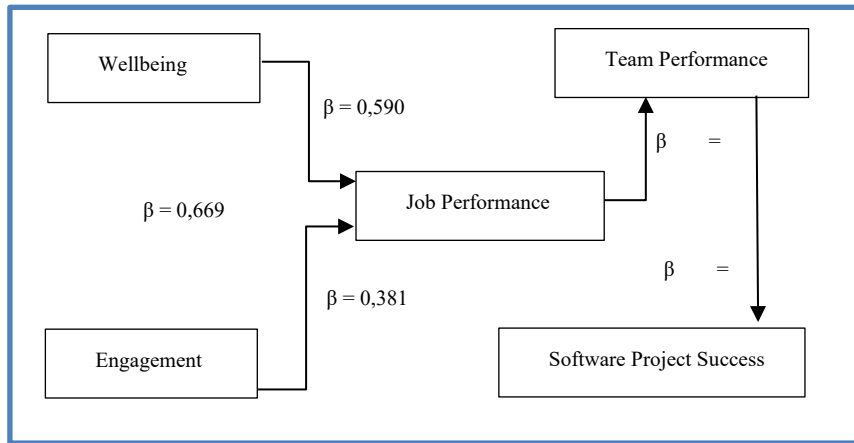 Wellbeing
Team Performance
β = 0,590
β =
Job Performance
β = 0,669
β =
β = 0,381
Engagement
Software Project Success